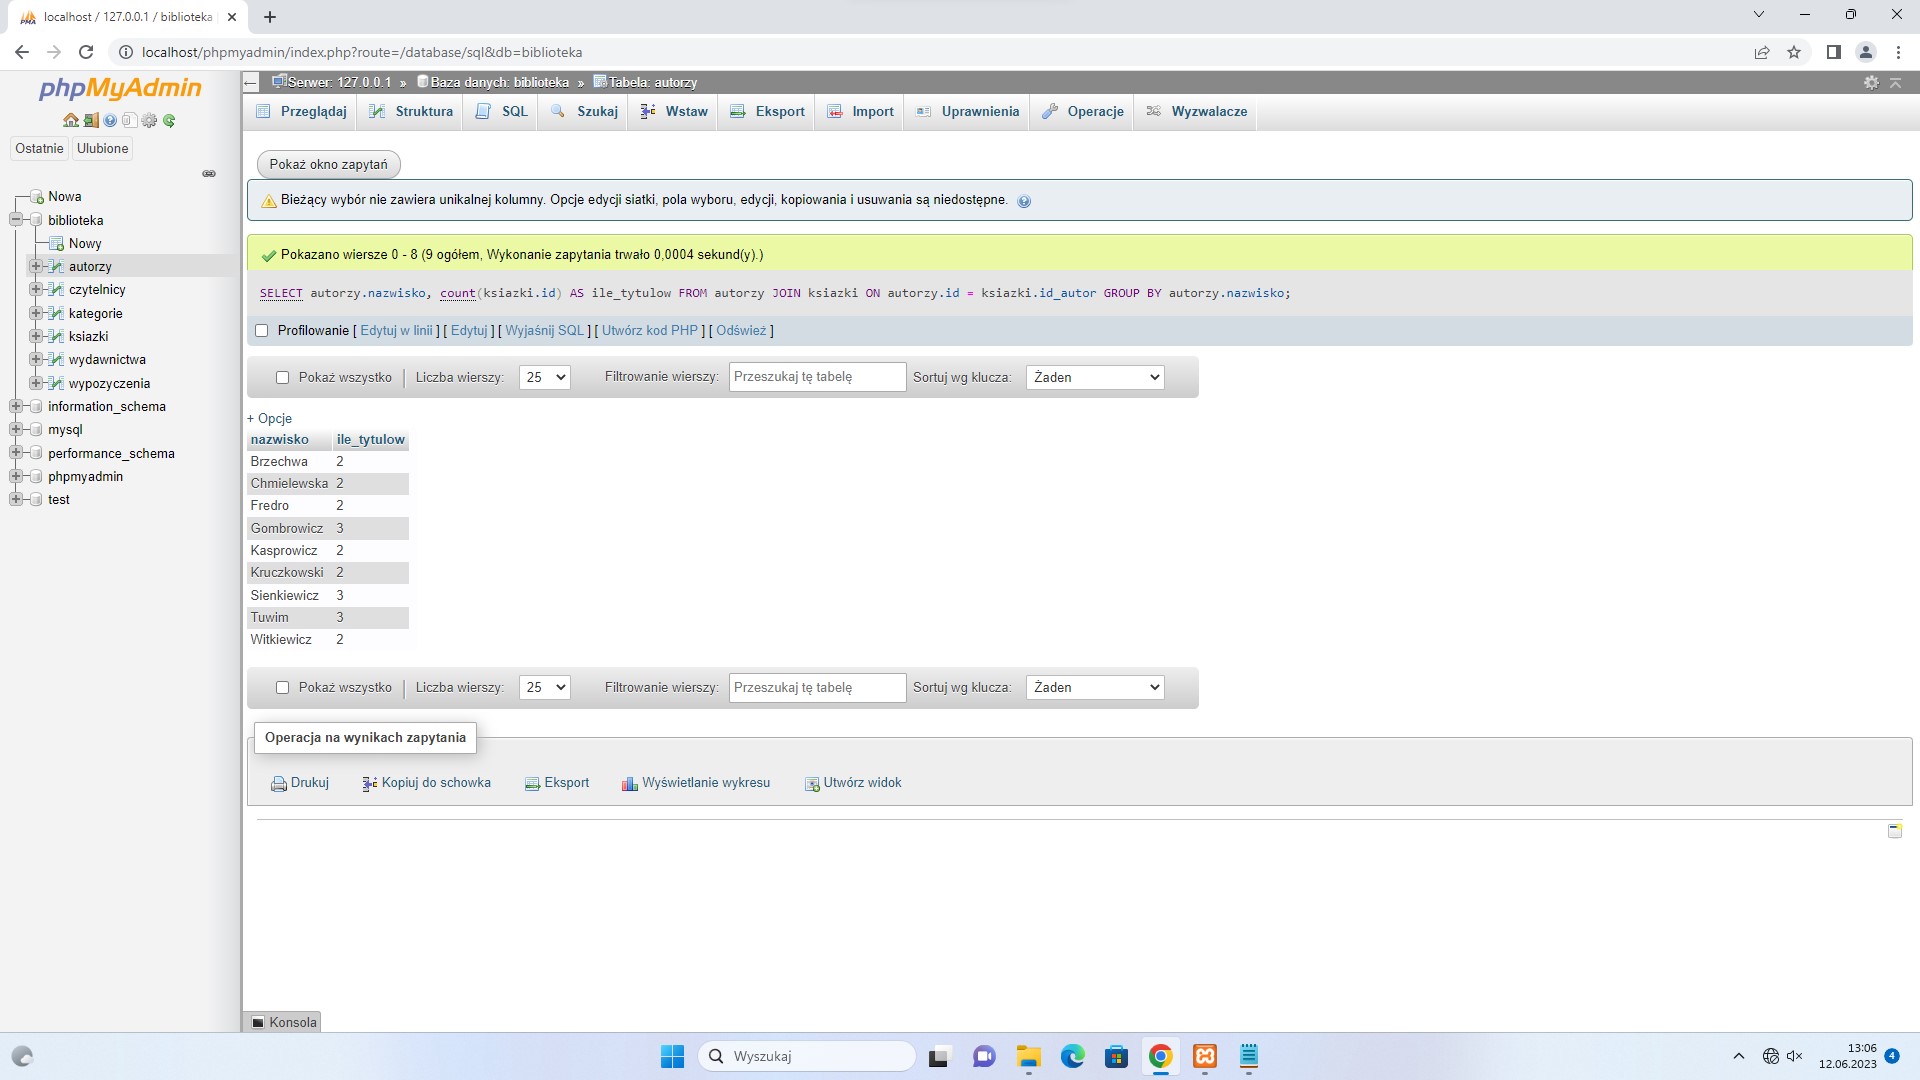 localhost / 127.0.0.1 / biblioteka
localhost/phpmyadmin/index.php?route=/database/sql&db=biblioteka
phpMyAdmin
Ostatnie
Ulubione
Nowa
biblioteka
Nowy
autorzy
czytelnicy
kategorie
ksiazki
wydawnictwa
wypozyczenia
information_schema
mysql
performance_schema
phpmyadmin
test
Serwer: 127.0.0.1 » Baza danych: biblioteka » Tabela: autorzy
Przeglądaj Struktura SQL Szukaj Wstaw Eksport Import Uprawnienia Operacje Wyzwalacze
Pokaż okno zapytań
Bieżący wybór nie zawiera unikalnej kolumny. Opcje edycji siatki, pola wyboru, edycji, kopiowania i usuwania są niedostępne.
Pokazano wiersze 0 - 8 (9 ogółem, Wykonanie zapytania trwało 0,0004 sekund(y).)
SELECT autorzy.nazwisko, count(ksiazki.id) AS ile_tytulow FROM autorzy JOIN ksiazki ON autorzy.id = ksiazki.id_autor GROUP BY autorzy.nazwisko;
Profilowanie [ Edytuj w linii ] [ Edytuj ] [ Wyjaśnij SQL ] [ Utwórz kod PHP ] [ Odśwież ]
Pokaż wszystko | Liczba wierszy: 25 Filtrowanie wierszy: Przeszukaj tę tabelę Sortuj wg klucza: Żaden
+ Opcje
nazwisko ile_tytulow
Brzechwa 2
Chmielewska 2
Fredro 2
Gombrowicz 3
Kasprowicz 2
Kruczkowski 2
Sienkiewicz 3
Tuwim 3
Witkiewicz 2
Pokaż wszystko | Liczba wierszy: 25 Filtrowanie wierszy: Przeszukaj tę tabelę Sortuj wg klucza: Żaden
Operacja na wynikach zapytania
Drukuj Kopiuj do schowka Eksport Wyświetlanie wykresu Utwórz widok
Konsola
Wyszukaj
13:06
12.06.2023
4